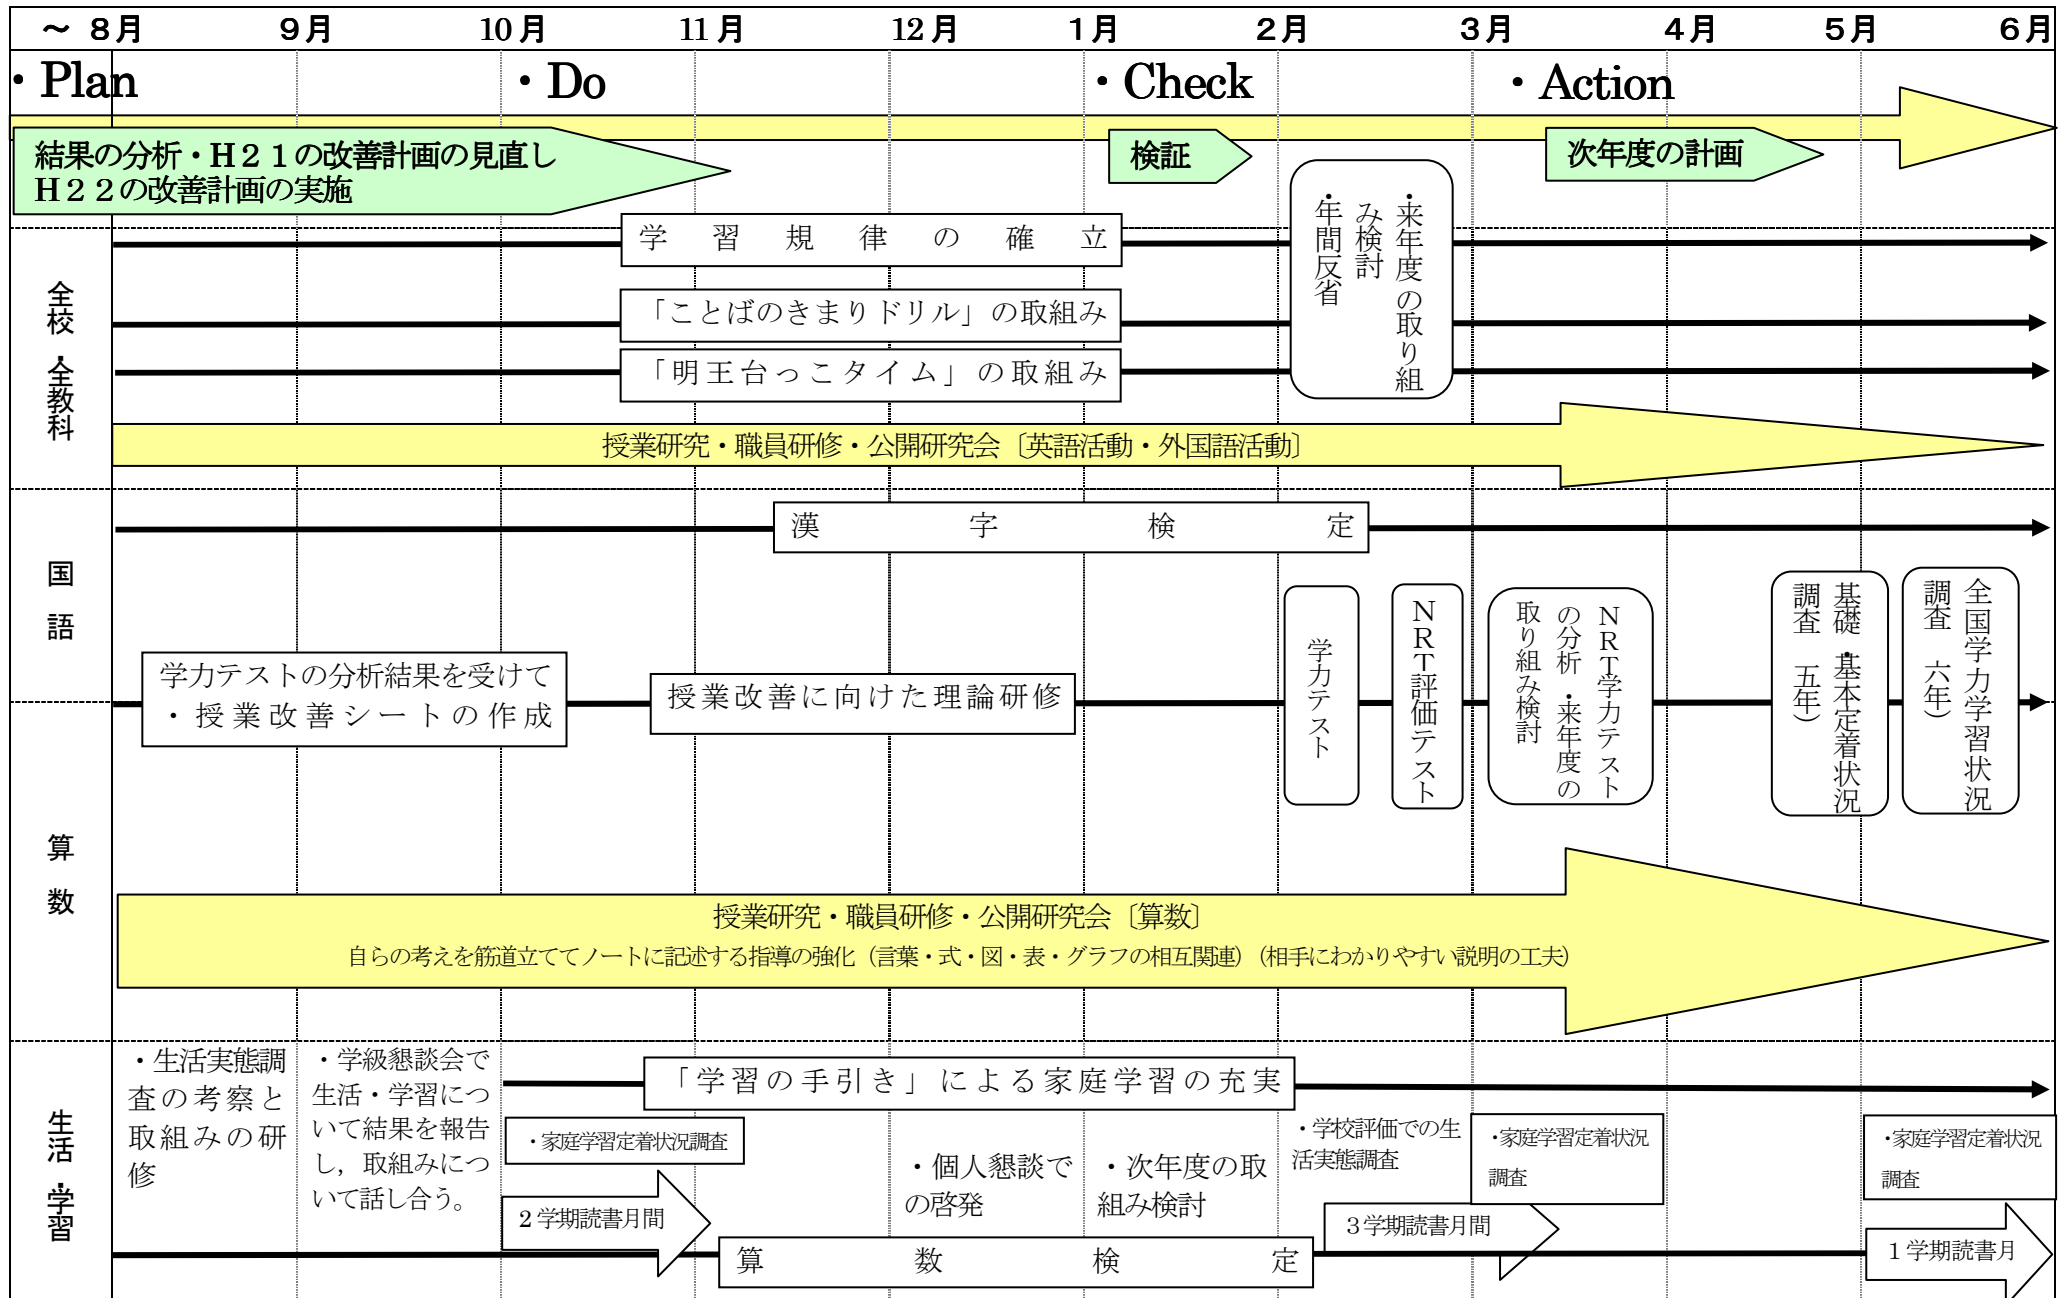 ～ 8月 9月 10月 11月 12月 1月 2月 3月 4月 5月 6月
・Plan ・Do ・Check ・Action
結果の分析・H２１の改善計画の見直し
H２２の改善計画の実施
検証
次年度の計画
全校・全教科
学習規律の確立
「ことばのきまりドリル」の取組み
「明王台っこタイム」の取組み
・来年度の取り組
み検討
・年間反省
授業研究・職員研修・公開研究会〔英語活動・外国語活動〕
国語
漢字検定
学力テストの分析結果を受けて
・授業改善シートの作成
授業改善に向けた理論研修
学力テスト
ＮＲＴ評価テスト
ＮＲＴ学力テスト
の分析・来年度の
取り組み検討
基礎・基本定着状況
調査（五年）
全国学力学習状況
調査（六年）
算数
授業研究・職員研修・公開研究会〔算数〕
自らの考えを筋道立ててノートに記述する指導の強化（言葉・式・図・表・グラフの相互関連）（相手にわかりやすい説明の工夫）
生活・学習
・生活実態調
査の考察と
取組みの研
修
・学級懇談会で
生活・学習につ
いて結果を報告
し，取組みにつ
いて話し合う。
「学習の手引き」による家庭学習の充実
・家庭学習定着状況調査
２学期読書月間
・個人懇談で
の啓発
・次年度の取
組み検討
・学校評価での生
活実態調査
・家庭学習定着状況
調査
３学期読書月間
・家庭学習定着状況
調査
１学期読書月
算数検定